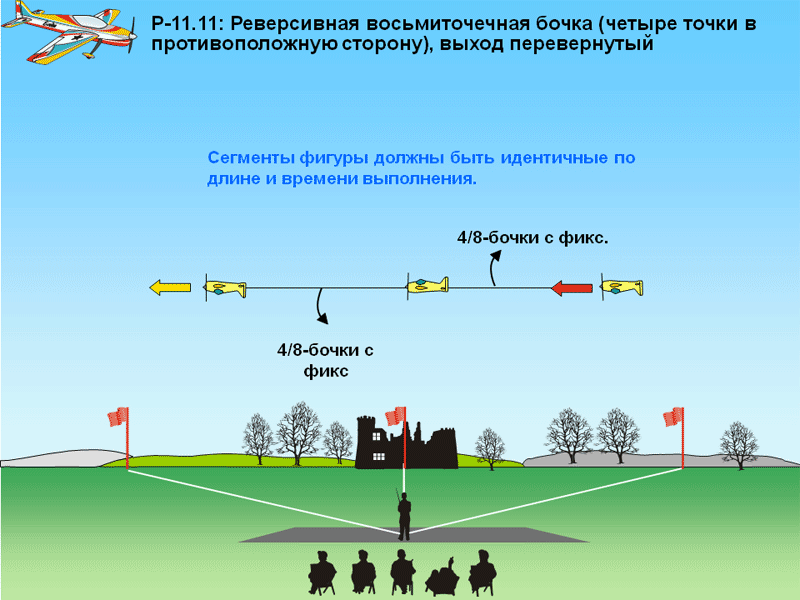 P-11.11: Реверсивная восьмиточечная бочка (четыре точки в
противоположную сторону), выход перевернутый
Сегменты фигуры должны быть идентичные по
длине и времени выполнения.
4/8-бочки с фикс.
4/8-бочки с
фикс